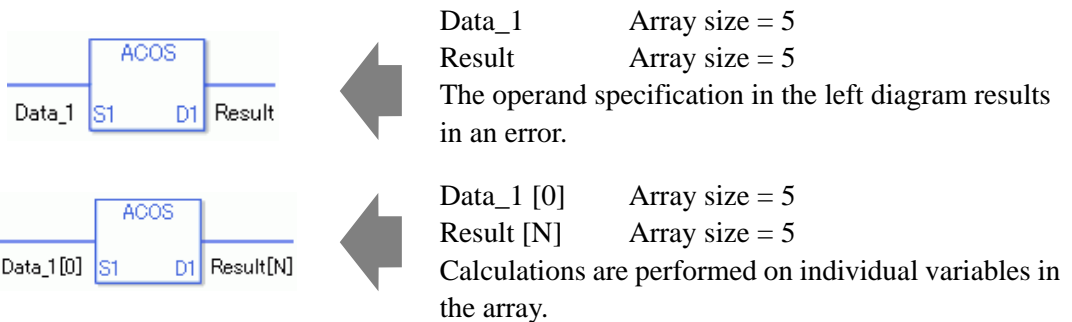 Data_1 Array size = 5
ACOS
Result Array size = 5
Data_1 S1 D1 Result
The operand specification in the left diagram results
in an error.
Data_1 [0] Array size = 5
ACOS
Result [N] Array size = 5
Data_1[0] S1 D1 Result[N]
Calculations are performed on individual variables in
the array.